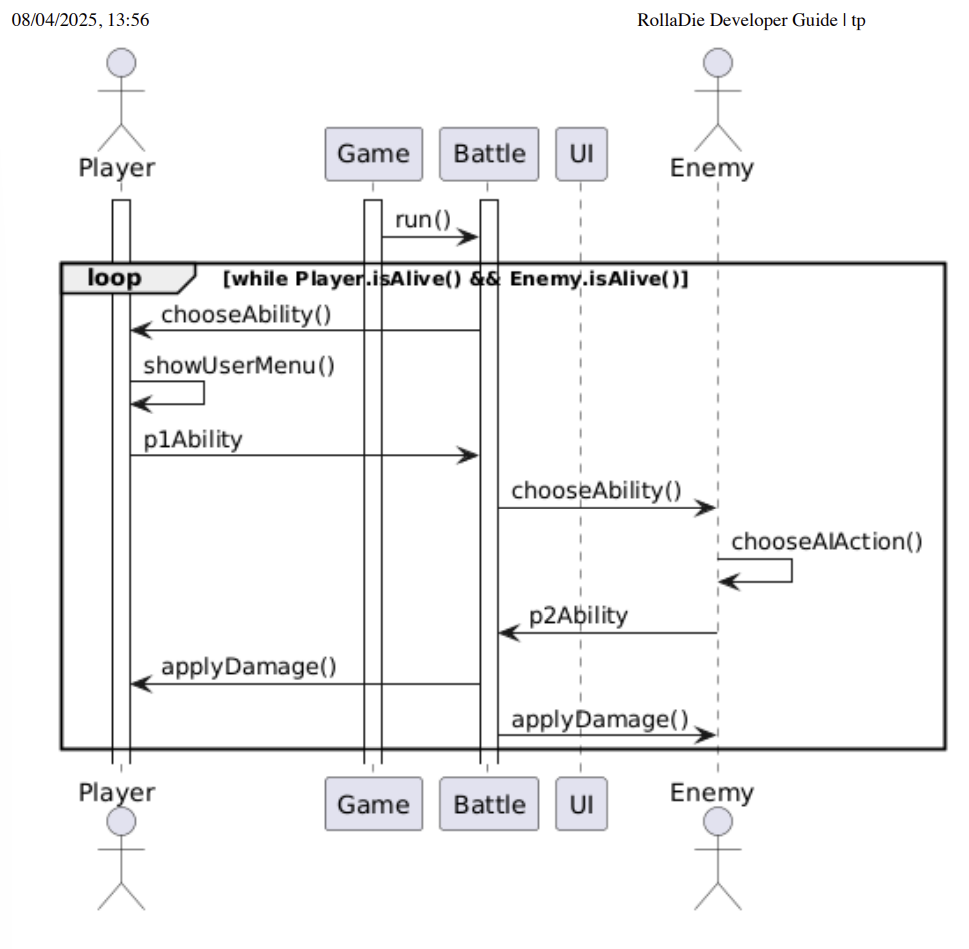 08/04/2025, 13:56 RollaDie Developer Guide | tp
Player Game Battle UI Enemy
run()
loop [while Player.isAlive() && Enemy.isAlive()]
chooseAbility()
showUserMenu()
p1Ability
chooseAbility()
chooseAIAction()
p2Ability
applyDamage()
applyDamage()
Player Game Battle UI Enemy